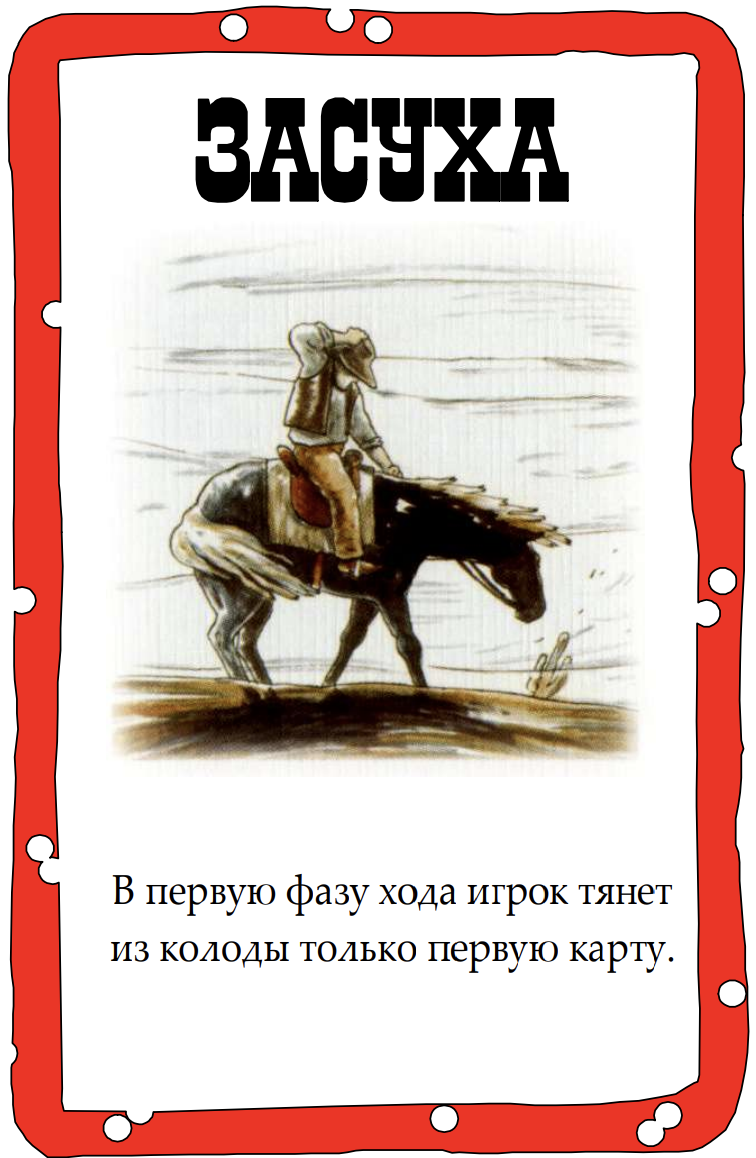 ЗАСУХА
В первую фазу хода игрок тянет
из колоды только первую карту.